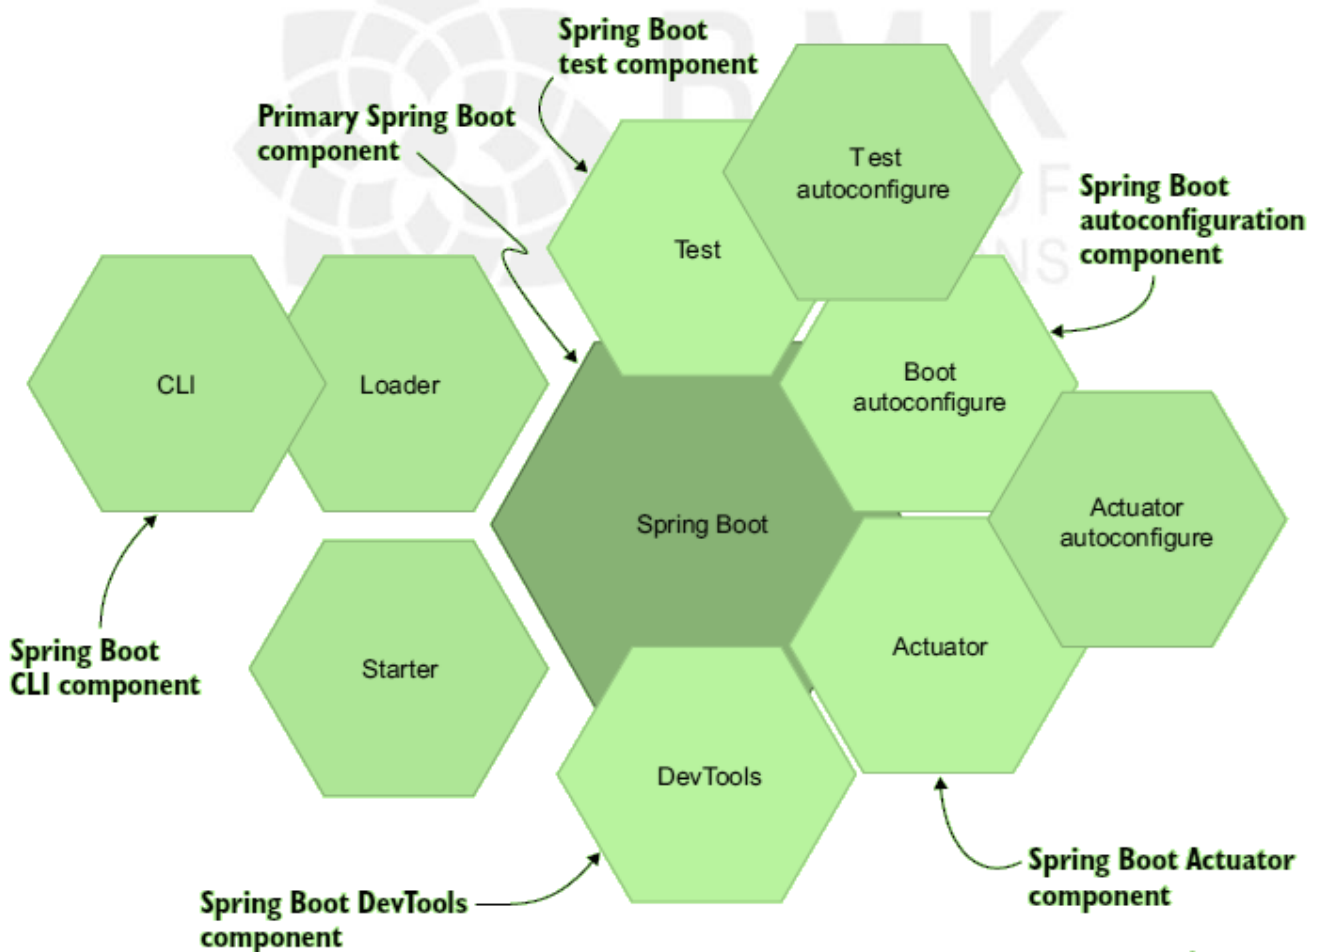 Spring Boot
test component
Primary Spring Boot
component
Test
autoconfigure
Spring Boot
autoconfiguration
component
Test
CLI
Loader
Boot
autoconfigure
Spring Boot
Actuator
autoconfigure
Spring Boot
CLI component
Starter
Actuator
DevTools
Spring Boot Actuator
component
Spring Boot DevTools
component